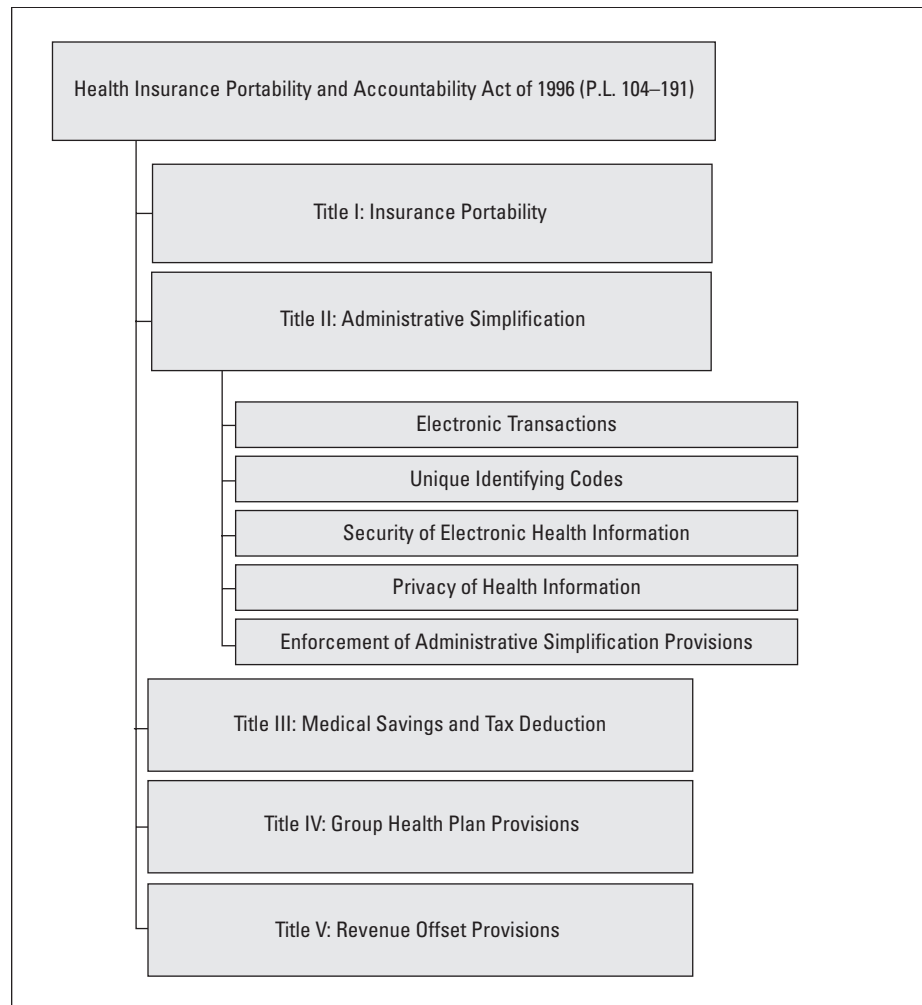 Health Insurance Portability and Accountability Act of 1996 (P.L. 104–191)
Title I: Insurance Portability
Title II: Administrative Simplification
Electronic Transactions
Unique Identifying Codes
Security of Electronic Health Information
Privacy of Health Information
Enforcement of Administrative Simplification Provisions
Title III: Medical Savings and Tax Deduction
Title IV: Group Health Plan Provisions
Title V: Revenue Offset Provisions